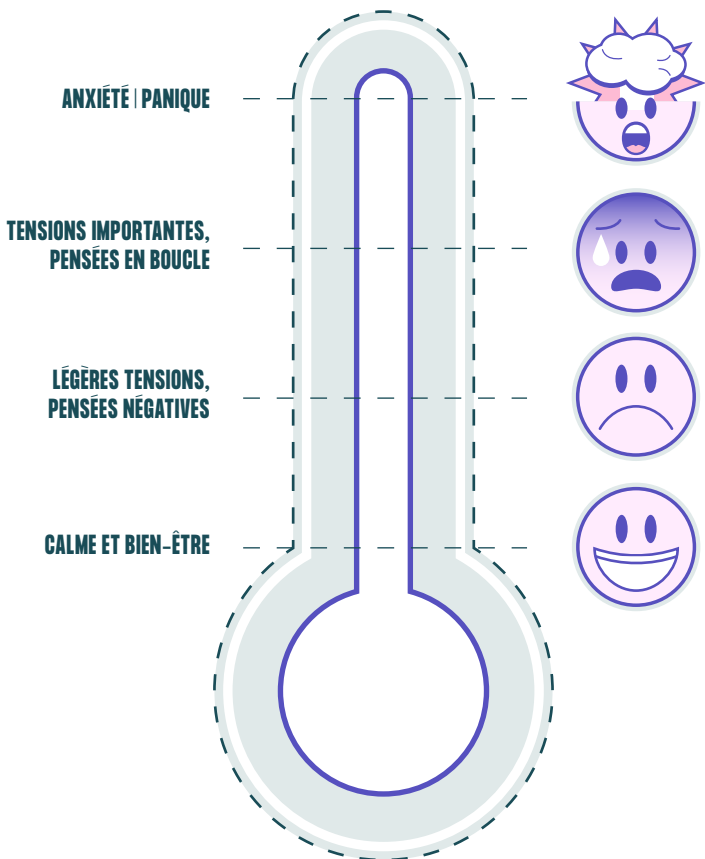 ANXIÉTÉ | PANIQUE
TENSIONS IMPORTANTES,
PENSÉES EN BOUCLE
LÉGÈRES TENSIONS,
PENSÉES NÉGATIVES
CALME ET BIEN-ÊTRE